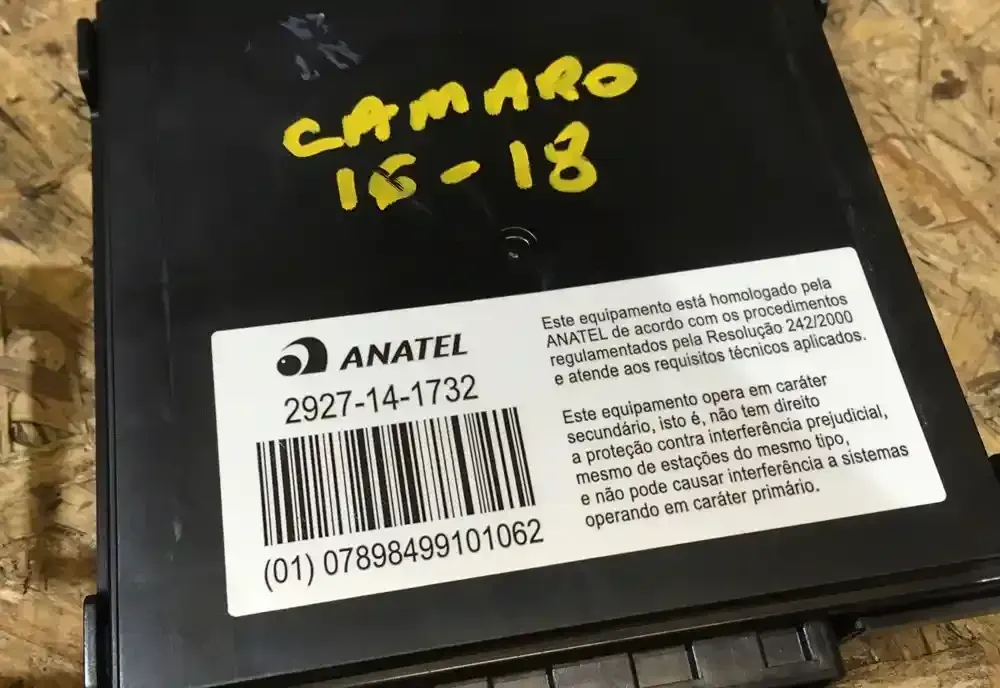 CAMARO
16-18
ANATEL
2927-14-1732
(01) 07898499101062
Este equipamento está homologado pela
ANATEL de acordo com os procedimentos
regulamentados pela Resolução 242/2000
e atende aos requisitos técnicos aplicados.
Este equipamento opera em caráter
secundário, isto é, não tem direito
a proteção contra interferência prejudicial,
mesmo de estações do mesmo tipo,
e não pode causar interferência a sistemas
operando em caráter primário.